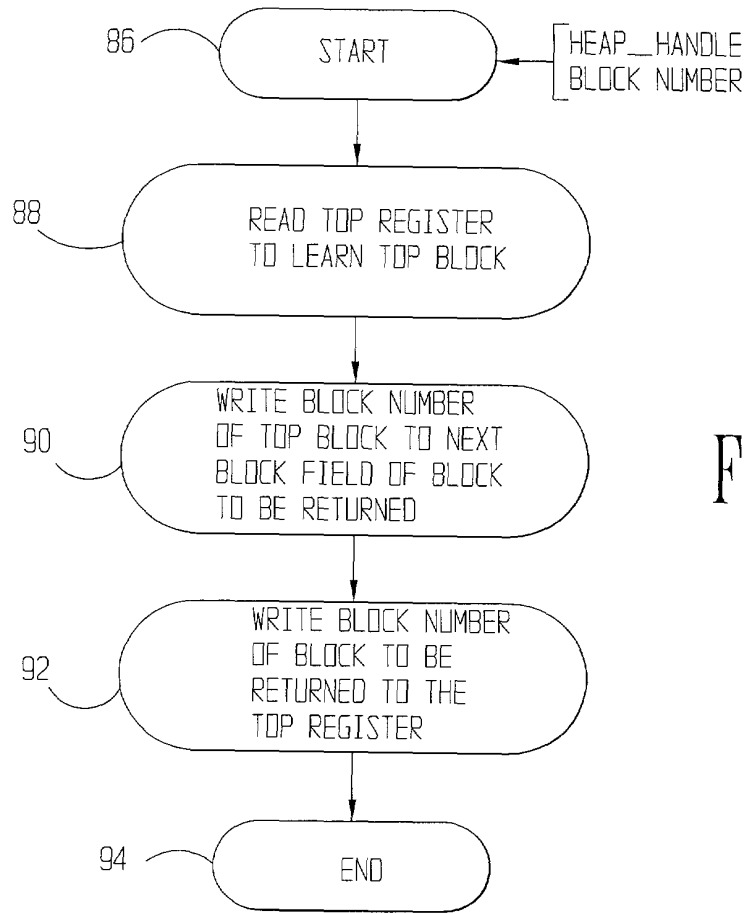 86
START
HEAP__HANDLE
BLOCK NUMBER
88
READ TOP REGISTER
TO LEARN TOP BLOCK
90
WRITE BLOCK NUMBER
OF TOP BLOCK TO NEXT
BLOCK FIELD OF BLOCK
TO BE RETURNED
F
92
WRITE BLOCK NUMBER
OF BLOCK TO BE
RETURNED TO THE
TOP REGISTER
94
END